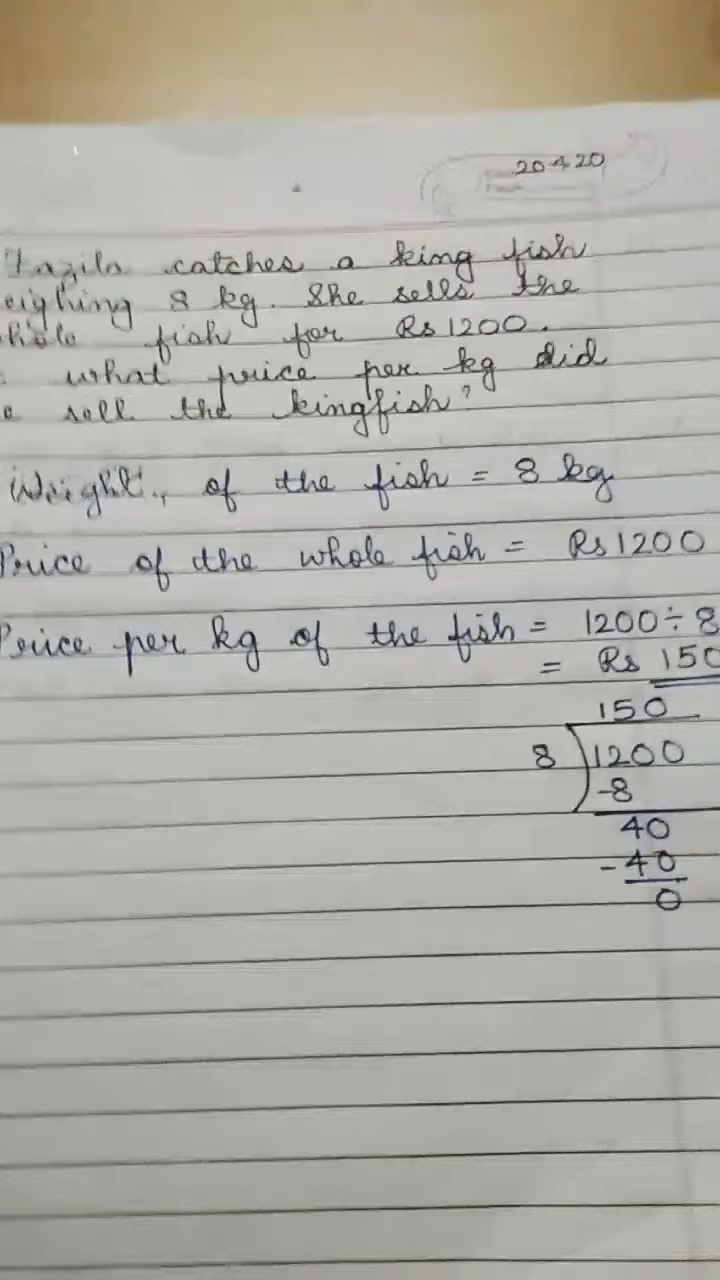 20 4 20
Fazila catches a king fish
eighing 8 kg. She sells the
hole fish for Rs 1200.
what price per kg did
e sell the kingfish?
Weight, of the fish = 8 kg
Price of the whole fish = Rs 1200
Price per kg of the fish = 1200 ÷ 8
= Rs 150
150
8 ) 1200
-8
40
- 40
0